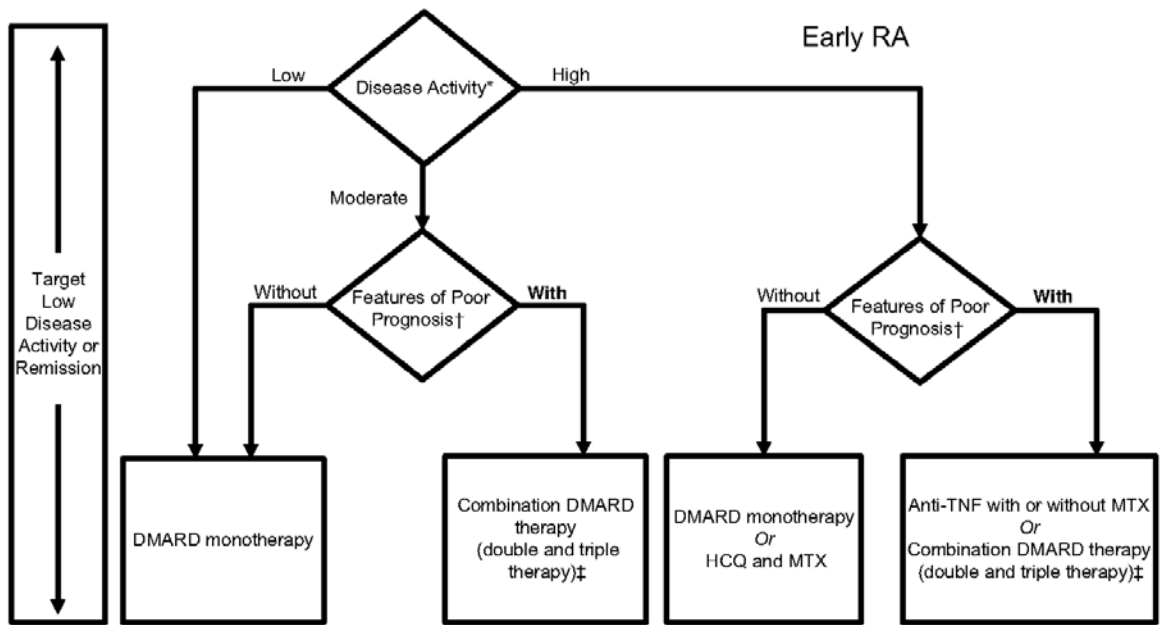 Early RA
Low
Disease Activity*
High
Moderate
Target
Low
Disease
Activity or
Remission
Without
Features of Poor
Prognosis†
With
Without
Features of Poor
Prognosis†
With
DMARD monotherapy
Combination DMARD
therapy
(double and triple
therapy)‡
DMARD monotherapy
Or
HCQ and MTX
Anti-TNF with or without MTX
Or
Combination DMARD therapy
(double and triple therapy)‡